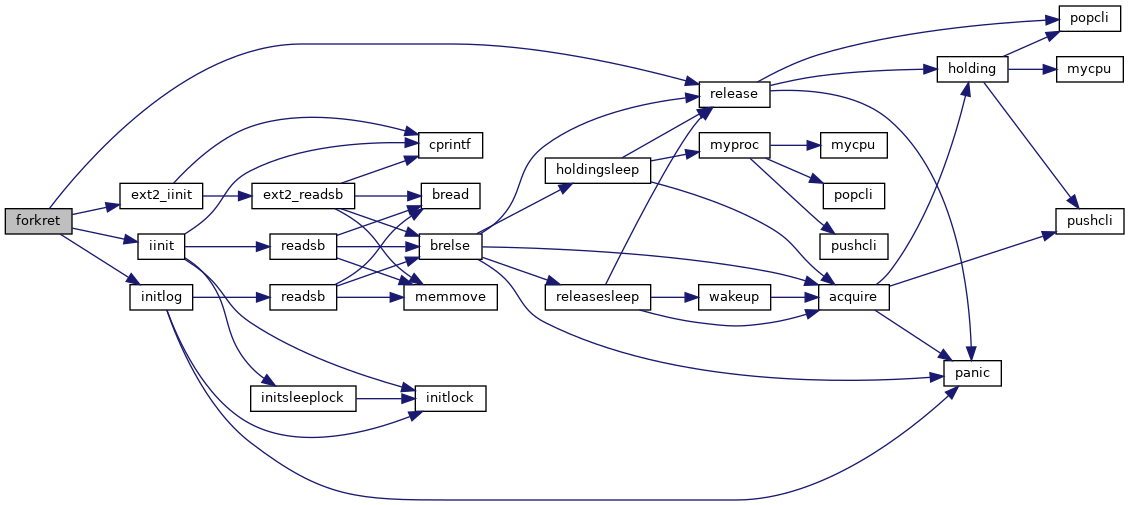 popcli
holding
mycpu
release
cprintf
myproc
mycpu
holdingsleep
ext2_iinit
ext2_readsb
bread
popcli
forkret
pushcli
iinit
readsb
brelse
pushcli
initlog
readsb
memmove
releasesleep
wakeup
acquire
panic
initsleeplock
initlock